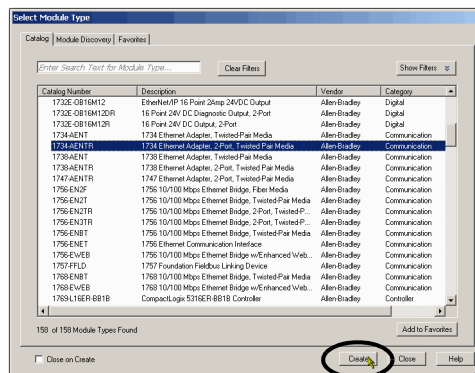 Select Module Type
Catalog Module Discovery Favorites
Enter Search Text for Module Type... Clear Filters Show Filters
Catalog Number Description Vendor Category
1732E-OB16M12 EtherNet/IP 16 Point 2Amp 24VDC Output Allen-Bradley Digital
1732E-OB16M12DR 16 Point 24V DC Diagnostic Output, 2-Port Allen-Bradley Digital
1732E-OB16M12R 16 Point 24V DC Output, 2-Port Allen-Bradley Digital
1734-AENT 1734 Ethernet Adapter, Twisted-Pair Media Allen-Bradley Communication
1734-AENTR 1734 Ethernet Adapter, 2-Port, Twisted Pair Media Allen-Bradley Communication
1738-AENT 1738 Ethernet Adapter, Twisted-Pair Media Allen-Bradley Communication
1738-AENTR 1738 Ethernet Adapter, 2-Port, Twisted Pair Media Allen-Bradley Communication
1747-AENTR 1747 Ethernet Adapter, 2-Port, Twisted Pair Media Allen-Bradley Communication
1756-EN2F 1756 10/100 Mbps Ethernet Bridge, Fiber Media Allen-Bradley Communication
1756-EN2T 1756 10/100 Mbps Ethernet Bridge, Twisted-Pair Media Allen-Bradley Communication
1756-EN2TR 1756 10/100 Mbps Ethernet Bridge, 2-Port, Twisted-P... Allen-Bradley Communication
1756-EN3TR 1756 10/100 Mbps Ethernet Bridge, 2-Port, Twisted-P... Allen-Bradley Communication
1756-ENBT 1756 10/100 Mbps Ethernet Bridge, Twisted-Pair Media Allen-Bradley Communication
1756-ENET 1756 Ethernet Communication Interface Allen-Bradley Communication
1756-EWEB 1756 10/100 Mbps Ethernet Bridge w/Enhanced Web... Allen-Bradley Communication
1757-FFLD 1757 Foundation Fieldbus Linking Device Allen-Bradley Communication
1768-ENBT 1768 10/100 Mbps Ethernet Bridge, Twisted-Pair Media Allen-Bradley Communication
1768-EWEB 1768 10/100 Mbps Ethernet Bridge w/Enhanced Web... Allen-Bradley Communication
1769-L16ER-BB1B CompactLogix 5316ER-BB1B Controller Allen-Bradley Controller
158 of 158 Module Types Found Add to Favorites
Close on Create Create Close Help